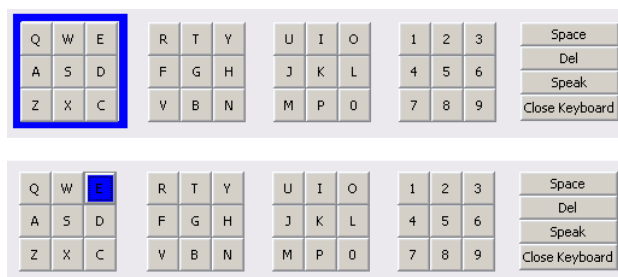 Q W E R T Y U I O 1 2 3 Space
Del
A S D F G H J K L 4 5 6
Speak
Z X C V B N M P 0 7 8 9 Close Keyboard
Q W E R T Y U I O 1 2 3 Space
Del
A S D F G H J K L 4 5 6
Speak
Z X C V B N M P 0 7 8 9 Close Keyboard